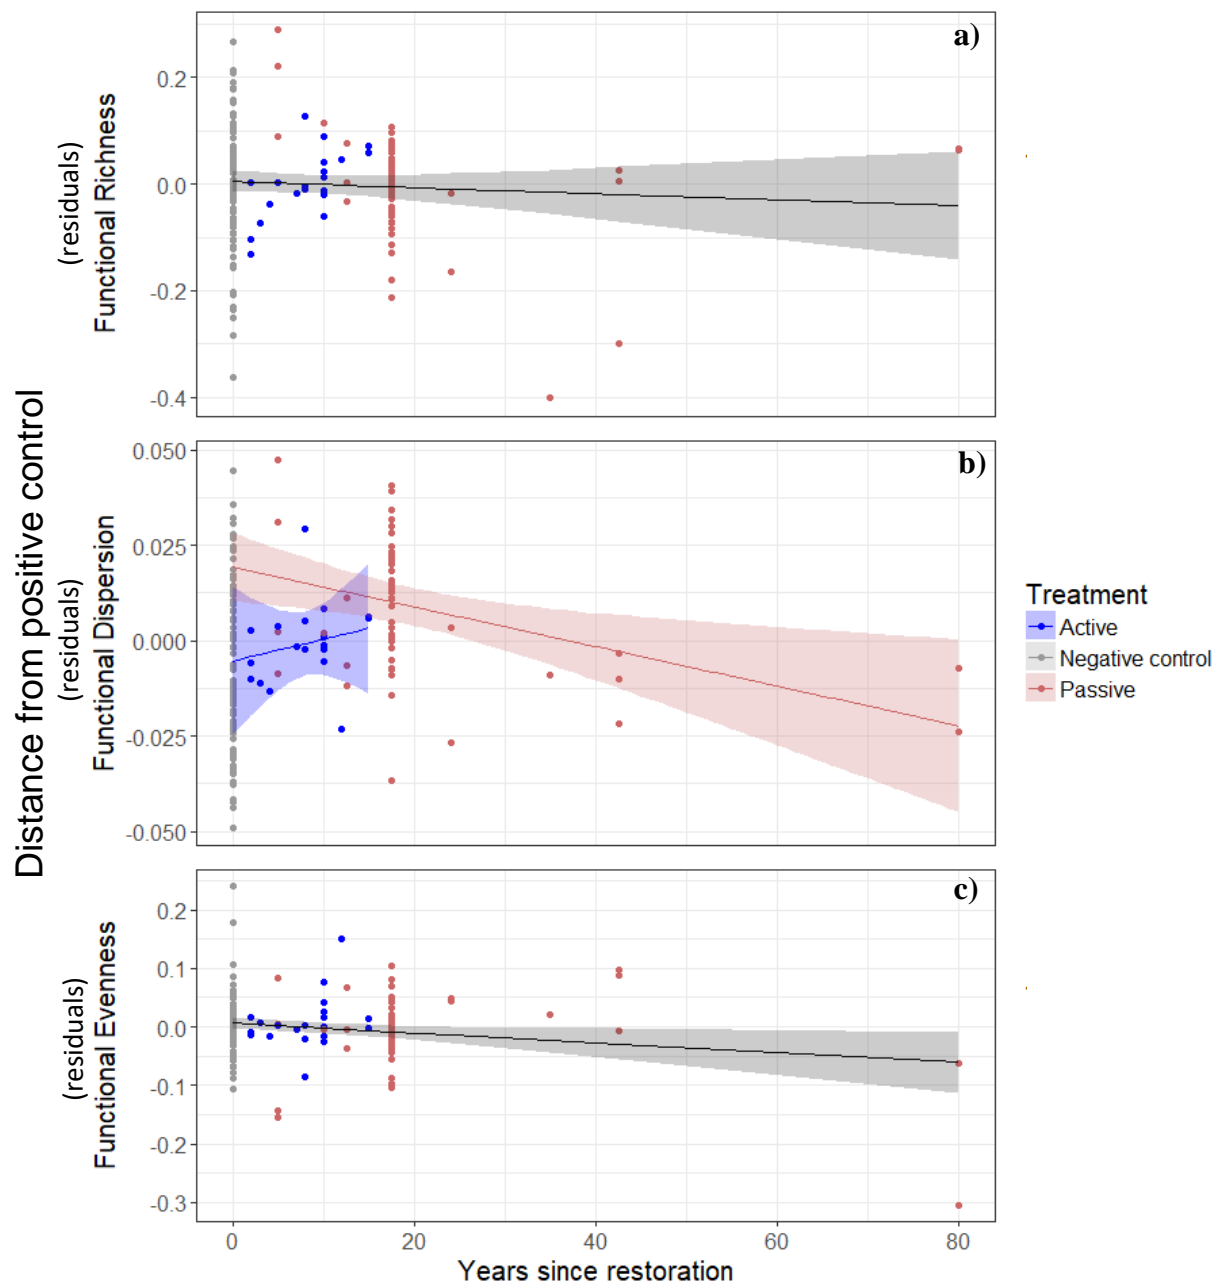 Distance from positive control
(residuals)
Functional Richness
0.2
0.0
-0.2
-0.4
a)
(residuals)
Functional Dispersion
0.050
0.025
0.000
-0.025
-0.050
b)
Treatment
Active
Negative control
Passive
(residuals)
Functional Evenness
0.2
0.1
0.0
-0.1
-0.2
-0.3
c)
0 20 40 60 80
Years since restoration